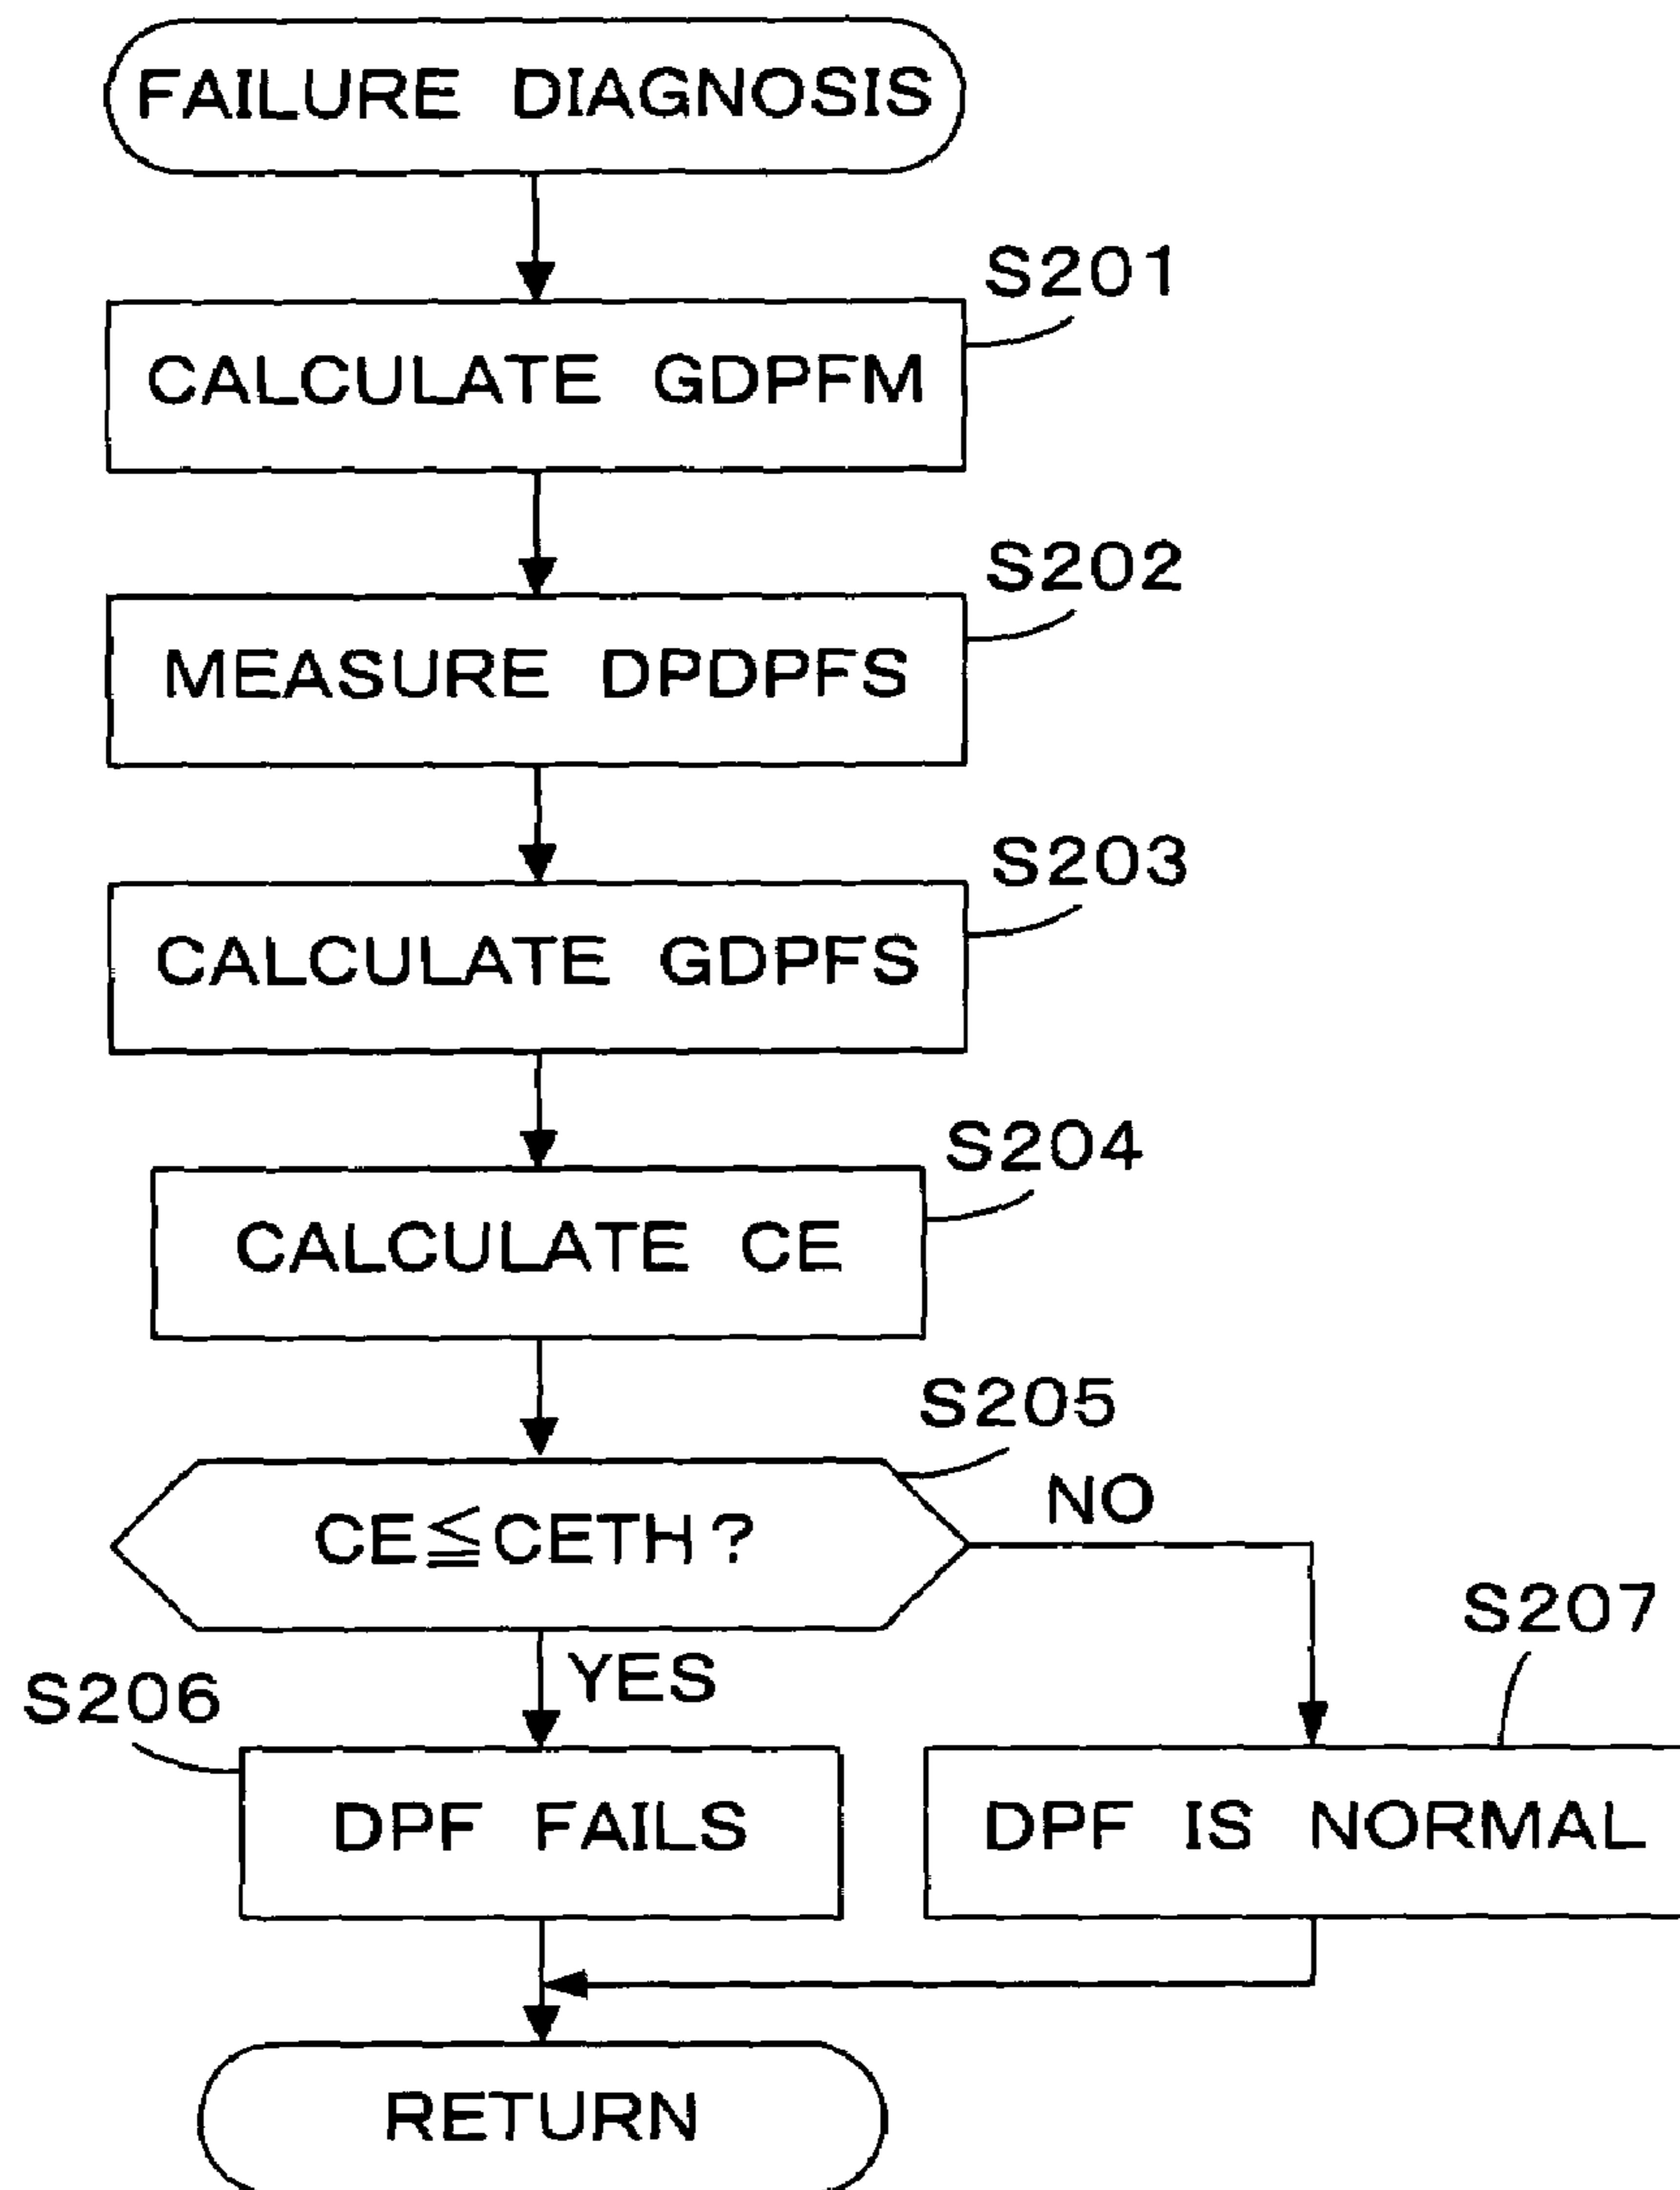 FAILURE DIAGNOSIS
S201
CALCULATE GDPFM
S202
MEASURE DPDPFS
S203
CALCULATE GDPFS
S204
CALCULATE CE
S205
CE≦CETH?
NO
YES
S206
S207
DPF FAILS
DPF IS NORMAL
RETURN